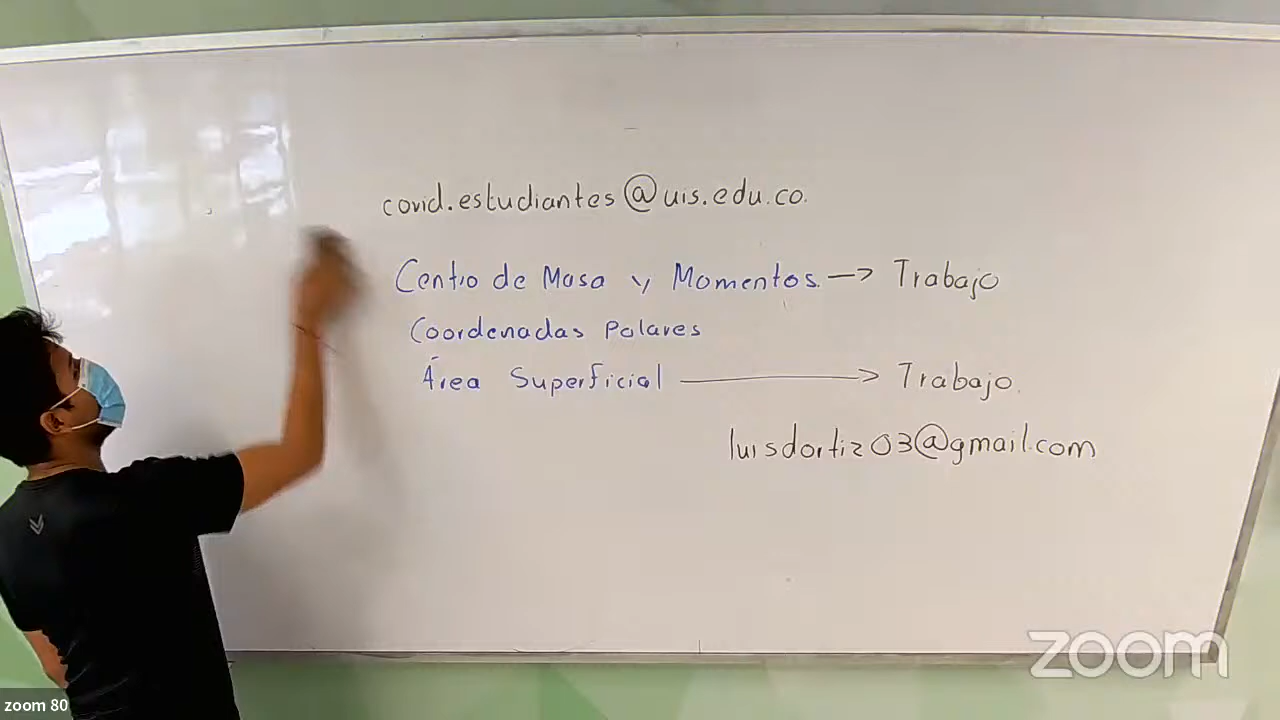 covid.estudiantes@uis.edu.co.
Centro de Masa y Momentos. → Trabajo
Coordenadas Polares
Área Superficial → Trabajo.
luisdortiz03@gmail.com
zoom
zoom 80